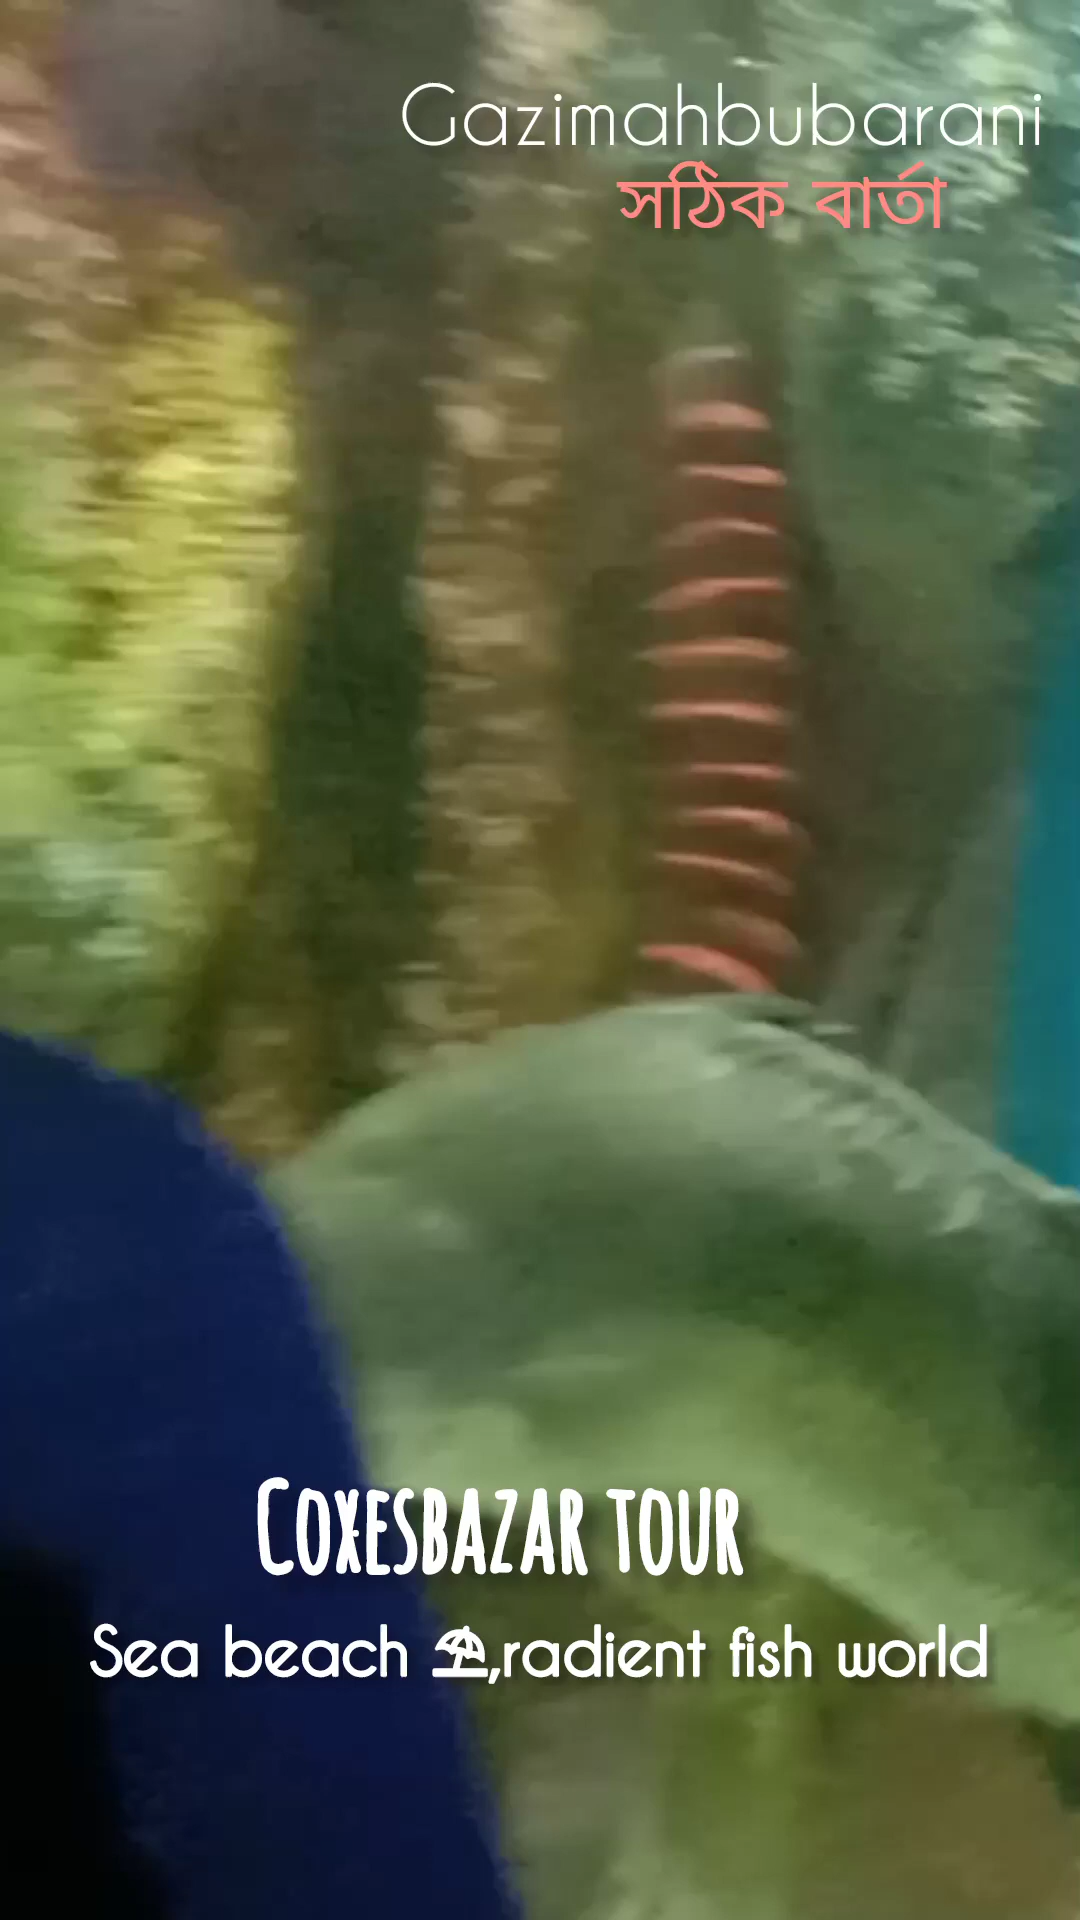 Gazimahbubarani
সঠিক বার্তা
Coxesbazar tour
Sea beach ⛱,radient fish world